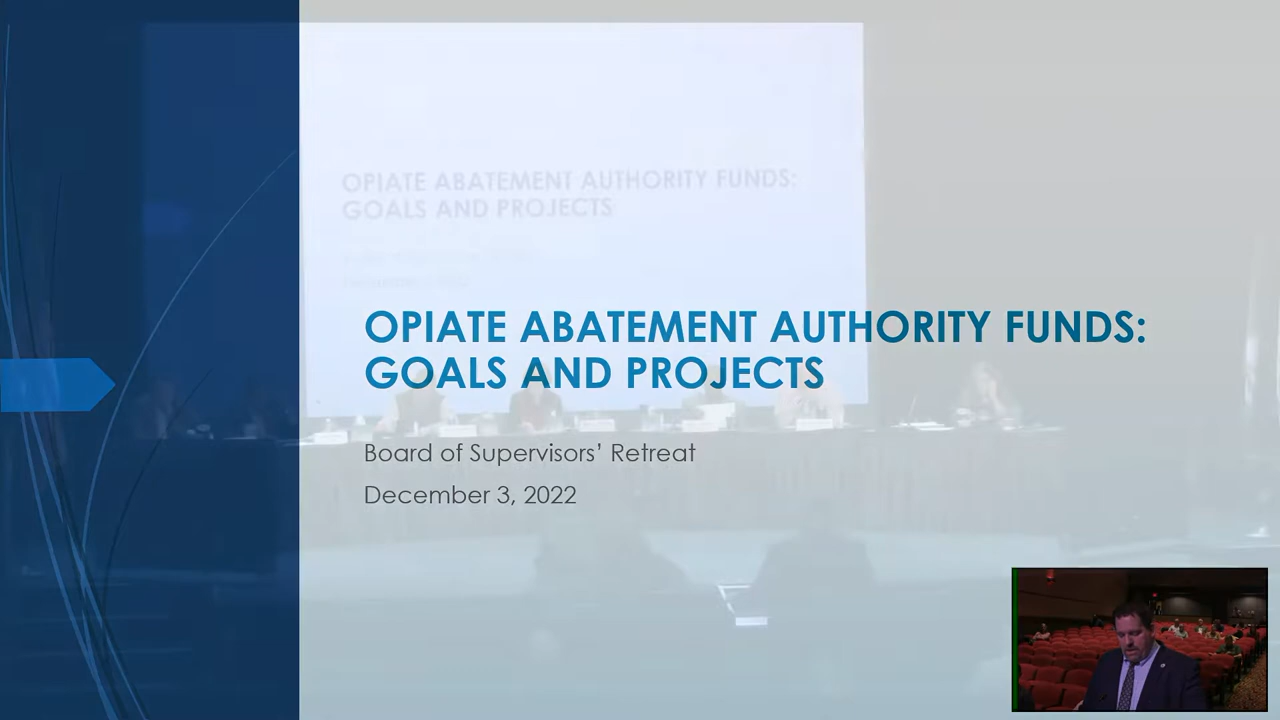 OPIATE ABATEMENT AUTHORITY FUNDS:
GOALS AND PROJECTS
OPIATE ABATEMENT AUTHORITY FUNDS:
GOALS AND PROJECTS
Board of Supervisors’ Retreat
December 3, 2022